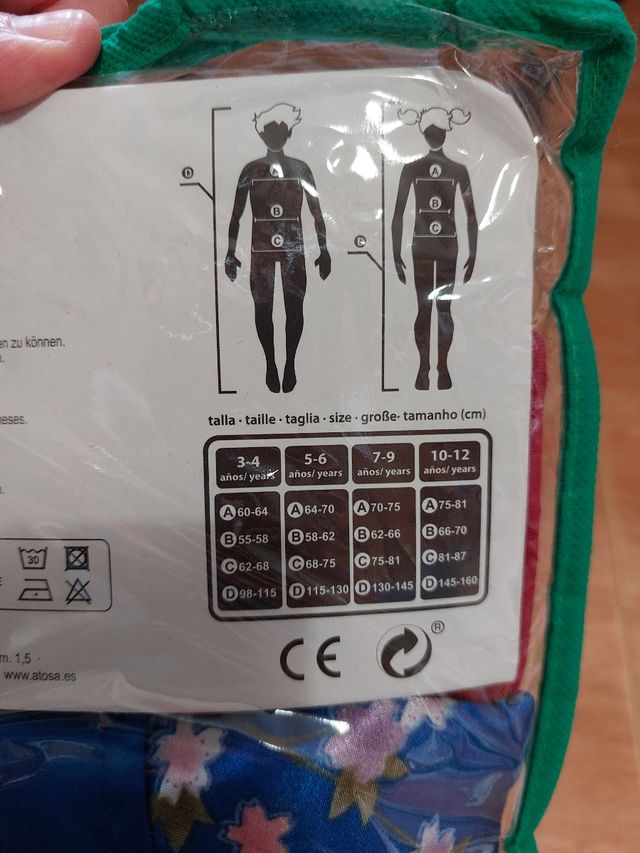 D
A
B
C
D
A
B
C
en zu können.
neses.
talla · taille · taglia · size · große· tamanho (cm)
3-4 años/ years
5-6 años/ years
7-9 años/ years
10-12 años/ years
A 60-64
A 64-70
A 70-75
A 75-81
B 55-58
B 58-62
B 62-66
B 66-70
C 62-68
C 68-75
C 75-81
C 81-87
D 98-115
D 115-130
D 130-145
D 145-160
30
m. 1,5
www.atosa.es
CE
®